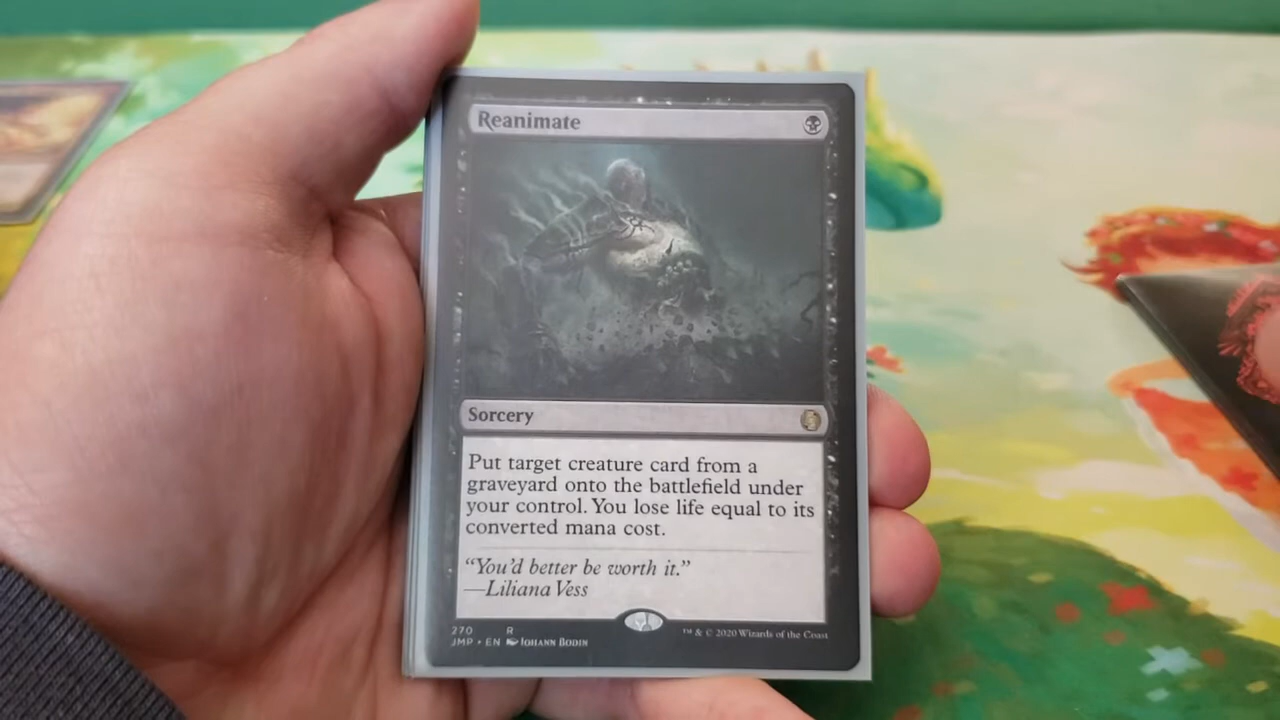 Reanimate
Sorcery
Put target creature card from a
graveyard onto the battlefield under
your control. You lose life equal to its
converted mana cost.
“You’d better be worth it.”
—Liliana Vess
270 R
JMP • EN Johann Bodin
™ & © 2020 Wizards of the Coast